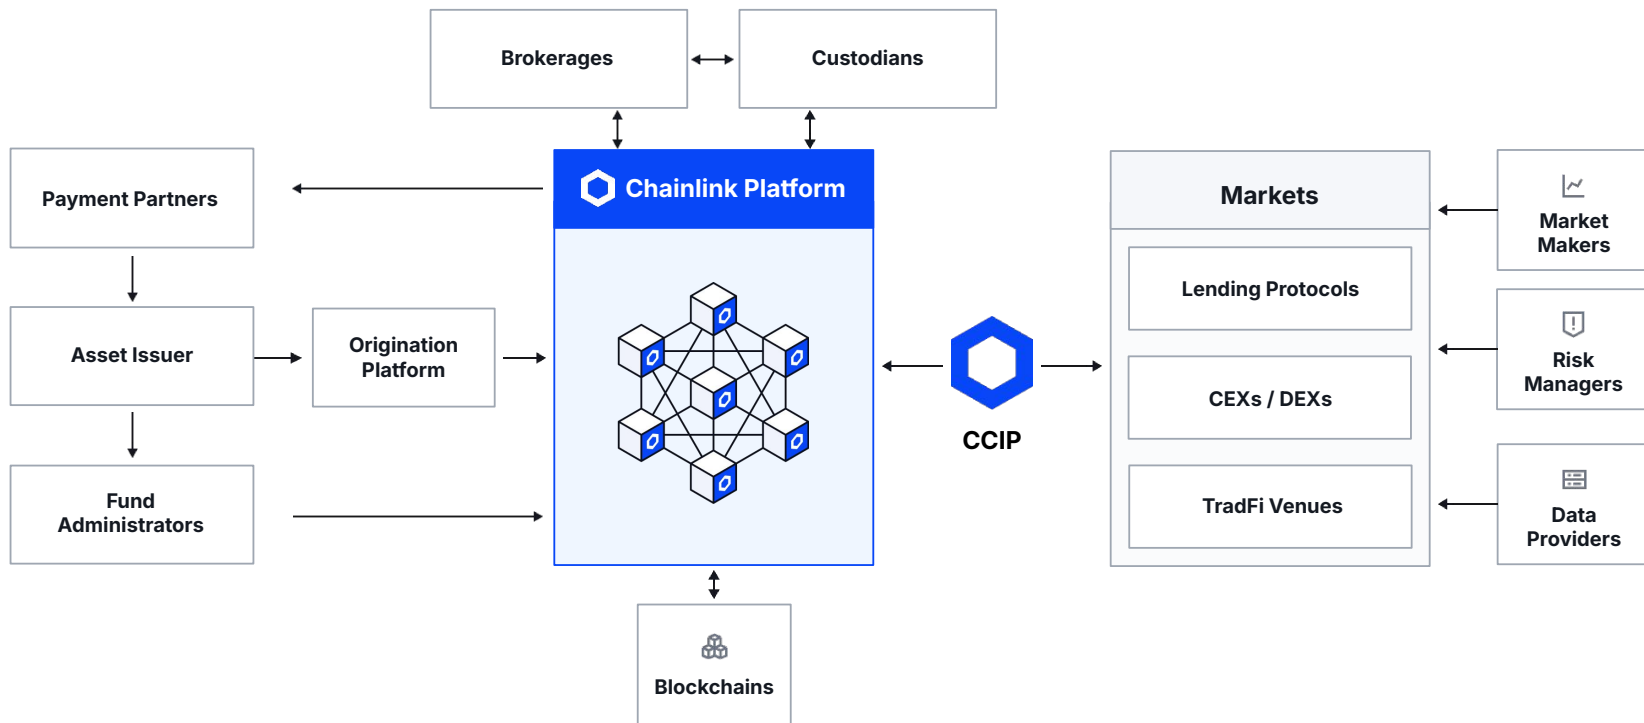 Brokerages
Custodians
Payment Partners
Chainlink Platform
Markets
Market
Makers
Lending Protocols
Asset Issuer
Origination
Platform
Risk
Managers
CEXs / DEXs
CCIP
Fund
Administrators
TradFi Venues
Data
Providers
Blockchains